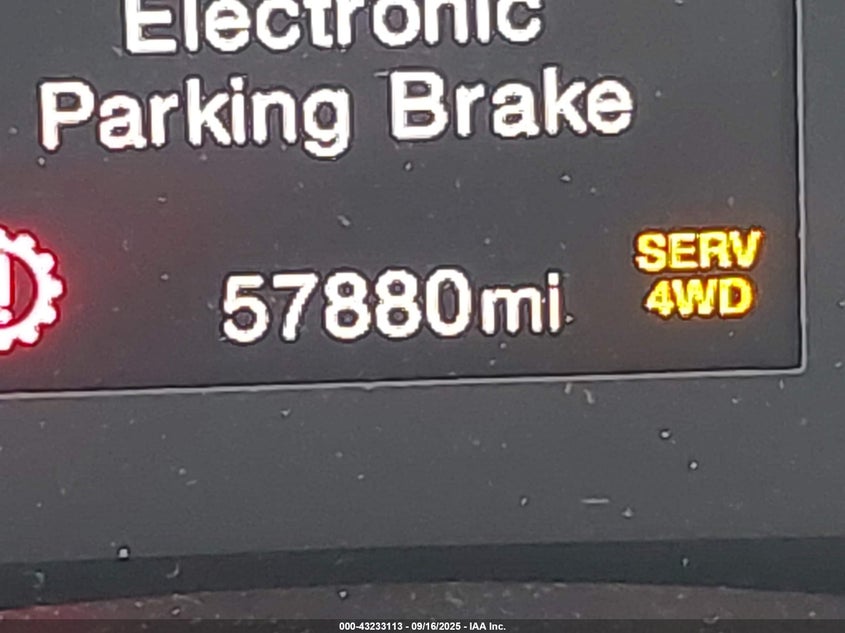 Electronic
Parking Brake
57880mi
SERV
4WD
000-43233113 - 09/16/2025 - IAA Inc.